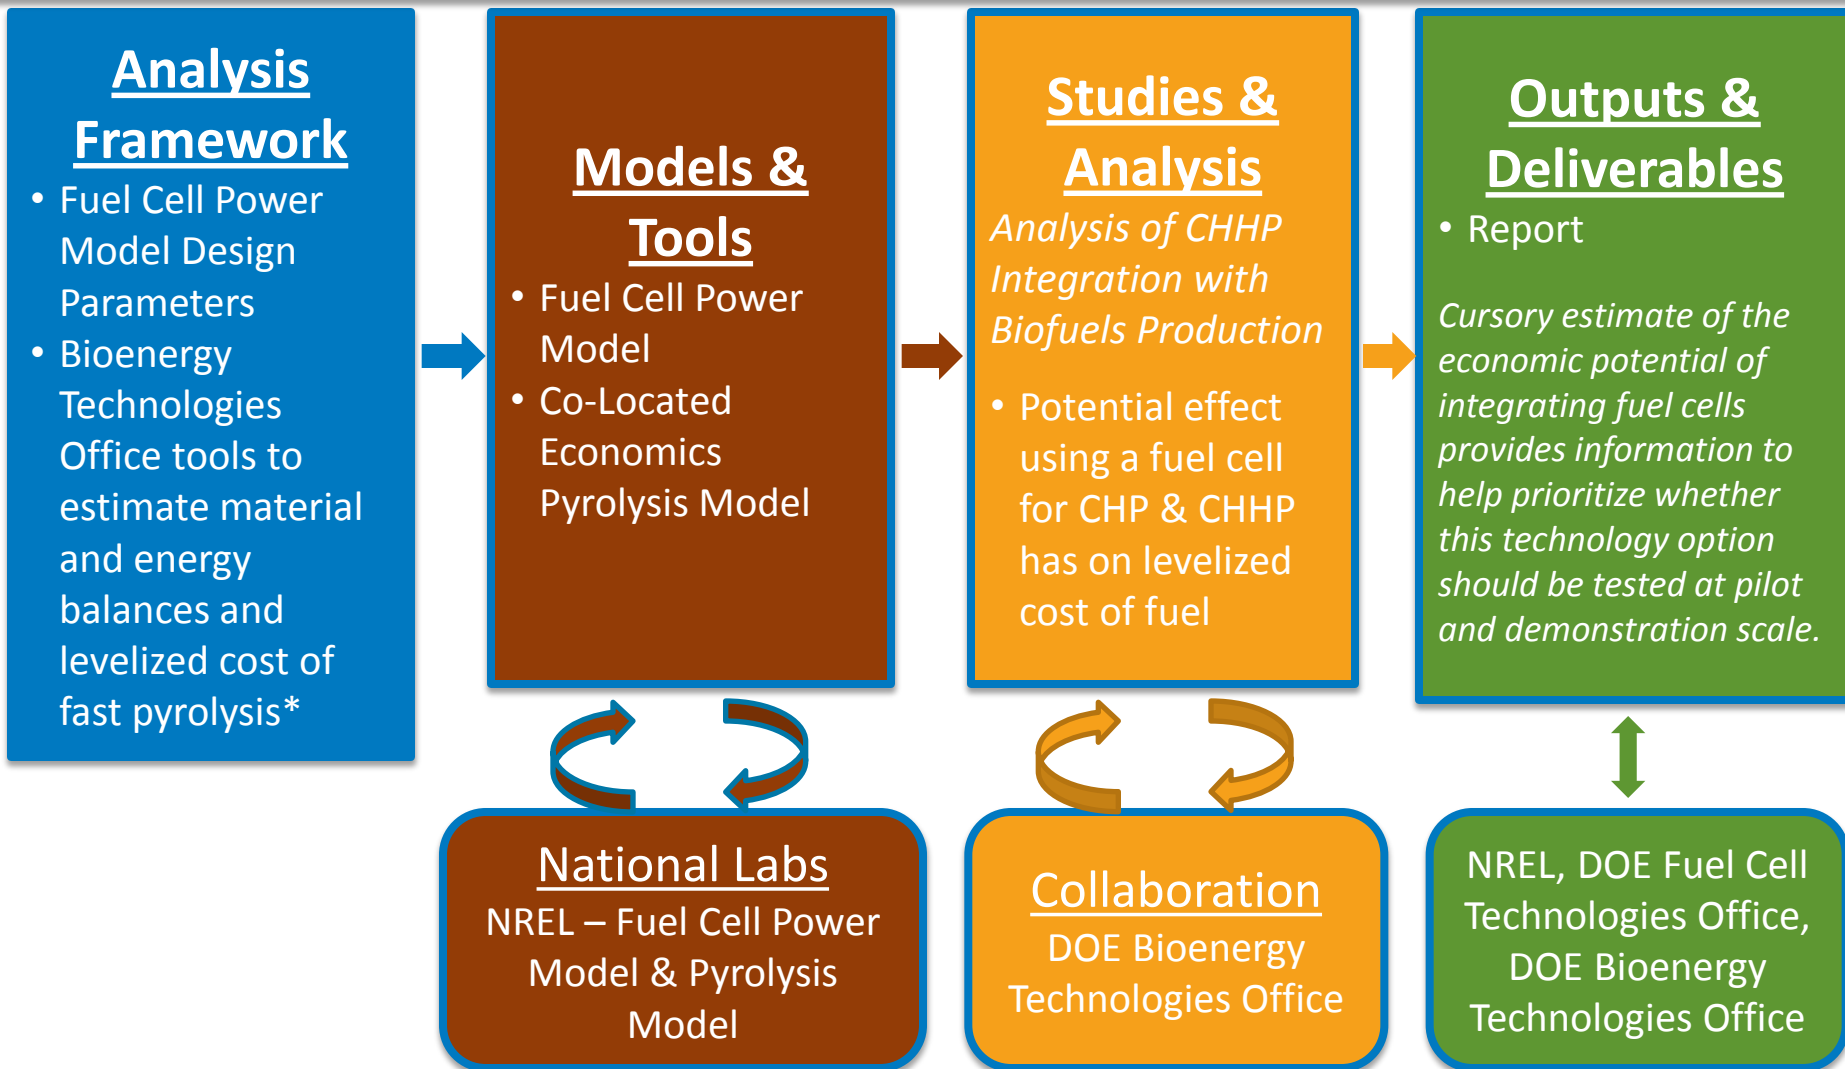 Analysis
Framework
• Fuel Cell Power
Model Design
Parameters
• Bioenergy
Technologies
Office tools to
estimate material
and energy
balances and
levelized cost of
fast pyrolysis*
Models &
Tools
• Fuel Cell Power
Model
• Co-Located
Economics
Pyrolysis Model
Studies &
Analysis
Analysis of CHHP
Integration with
Biofuels Production
• Potential effect
using a fuel cell
for CHP & CHHP
has on levelized
cost of fuel
Outputs &
Deliverables
• Report
Cursory estimate of the
economic potential of
integrating fuel cells
provides information to
help prioritize whether
this technology option
should be tested at pilot
and demonstration scale.
National Labs
NREL – Fuel Cell Power
Model & Pyrolysis
Model
Collaboration
DOE Bioenergy
Technologies Office
NREL, DOE Fuel Cell
Technologies Office,
DOE Bioenergy
Technologies Office